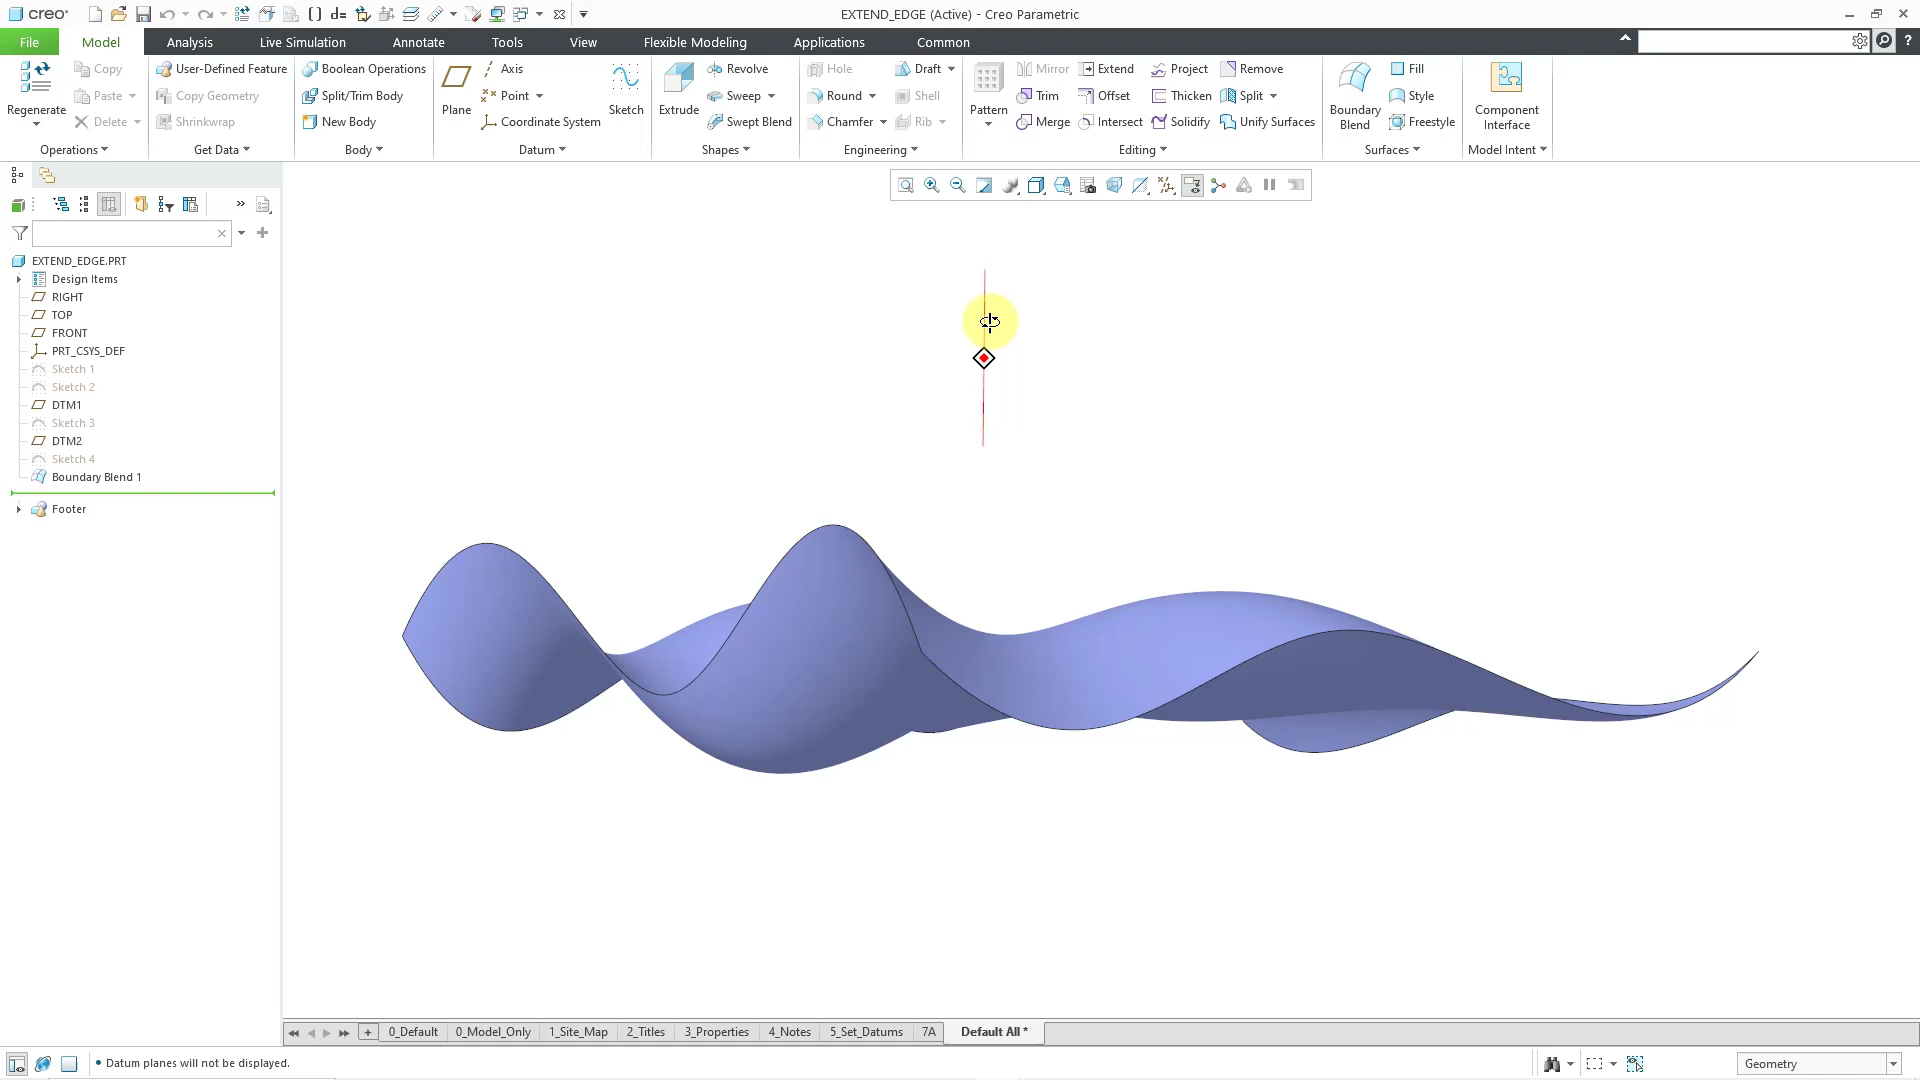 creo
EXTEND_EDGE (Active) - Creo Parametric
File Model Analysis Live Simulation Annotate Tools View Flexible Modeling Applications Common
Regenerate
Copy
Paste
Delete
Operations
User-Defined Feature
Copy Geometry
Shrinkwrap
Get Data
Boolean Operations
Split/Trim Body
New Body
Body
Plane
Axis
Point
Coordinate System
Sketch
Datum
Extrude
Revolve
Sweep
Swept Blend
Shapes
Hole
Round
Chamfer
Draft
Shell
Rib
Engineering
Pattern
Mirror
Trim
Merge
Extend
Offset
Intersect
Project
Thicken
Solidify
Remove
Split
Unify Surfaces
Editing
Boundary
Blend
Fill
Style
Freestyle
Surfaces
Component
Interface
Model Intent
EXTEND_EDGE.PRT
Design Items
RIGHT
TOP
FRONT
PRT_CSYS_DEF
Sketch 1
Sketch 2
DTM1
Sketch 3
DTM2
Sketch 4
Boundary Blend 1
Footer
0_Default 0_Model_Only 1_Site_Map 2_Titles 3_Properties 4_Notes 5_Set_Datums 7A Default All *
• Datum planes will not be displayed.
Geometry